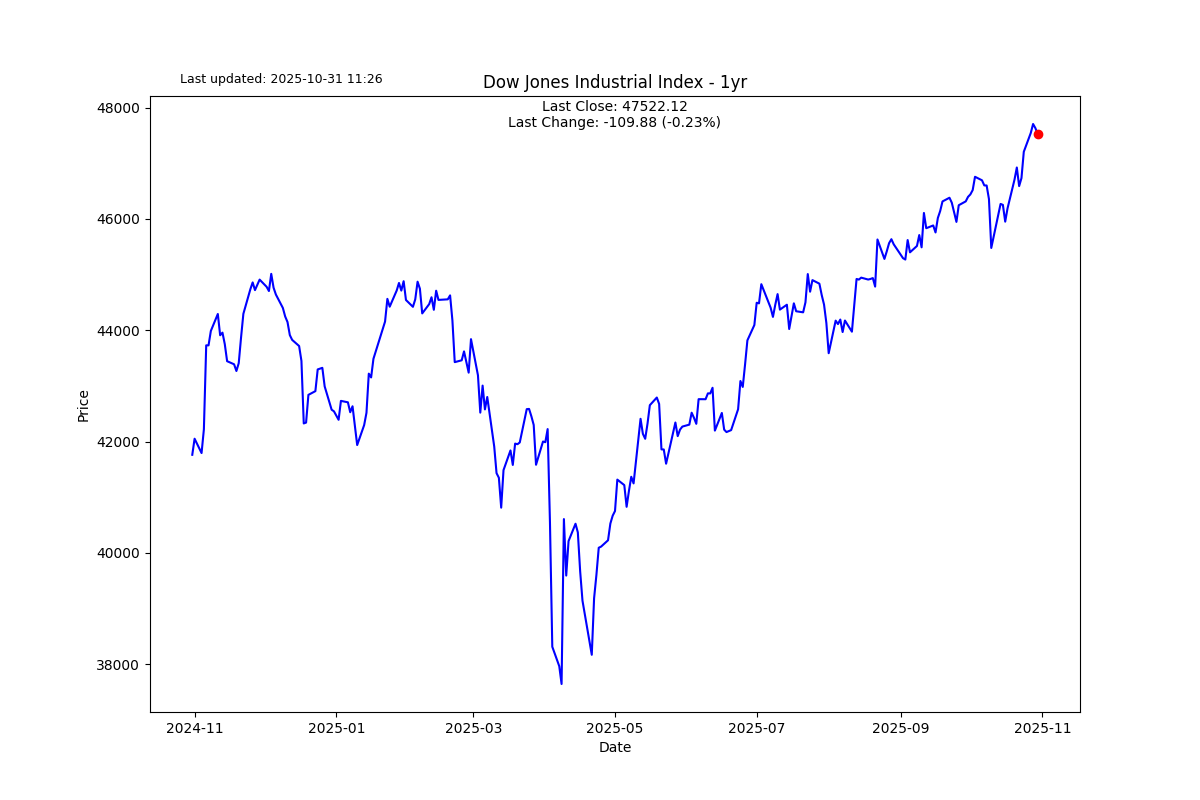 Last updated: 2025-10-31 11:26
Dow Jones Industrial Index - 1yr
Last Close: 47522.12
Last Change: -109.88 (-0.23%)
48000
46000
44000
42000
40000
38000
Price
2024-11
2025-01
2025-03
2025-05
2025-07
2025-09
2025-11
Date